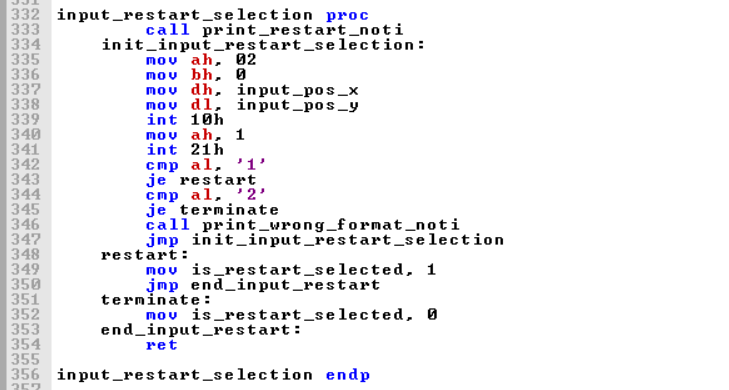 332 input_restart_selection proc
333 call print_restart_noti
334 init_input_restart_selection:
335 mov ah, 02
336 mov bh, 0
337 mov dh, input_pos_x
338 mov dl, input_pos_y
339 int 10h
340 mov ah, 1
341 int 21h
342 cmp al, '1'
343 je restart
344 cmp al, '2'
345 je terminate
346 call print_wrong_format_noti
347 jmp init_input_restart_selection
348 restart:
349 mov is_restart_selected, 1
350 jmp end_input_restart
351 terminate:
352 mov is_restart_selected, 0
353 end_input_restart:
354 ret
355
356 input_restart_selection endp